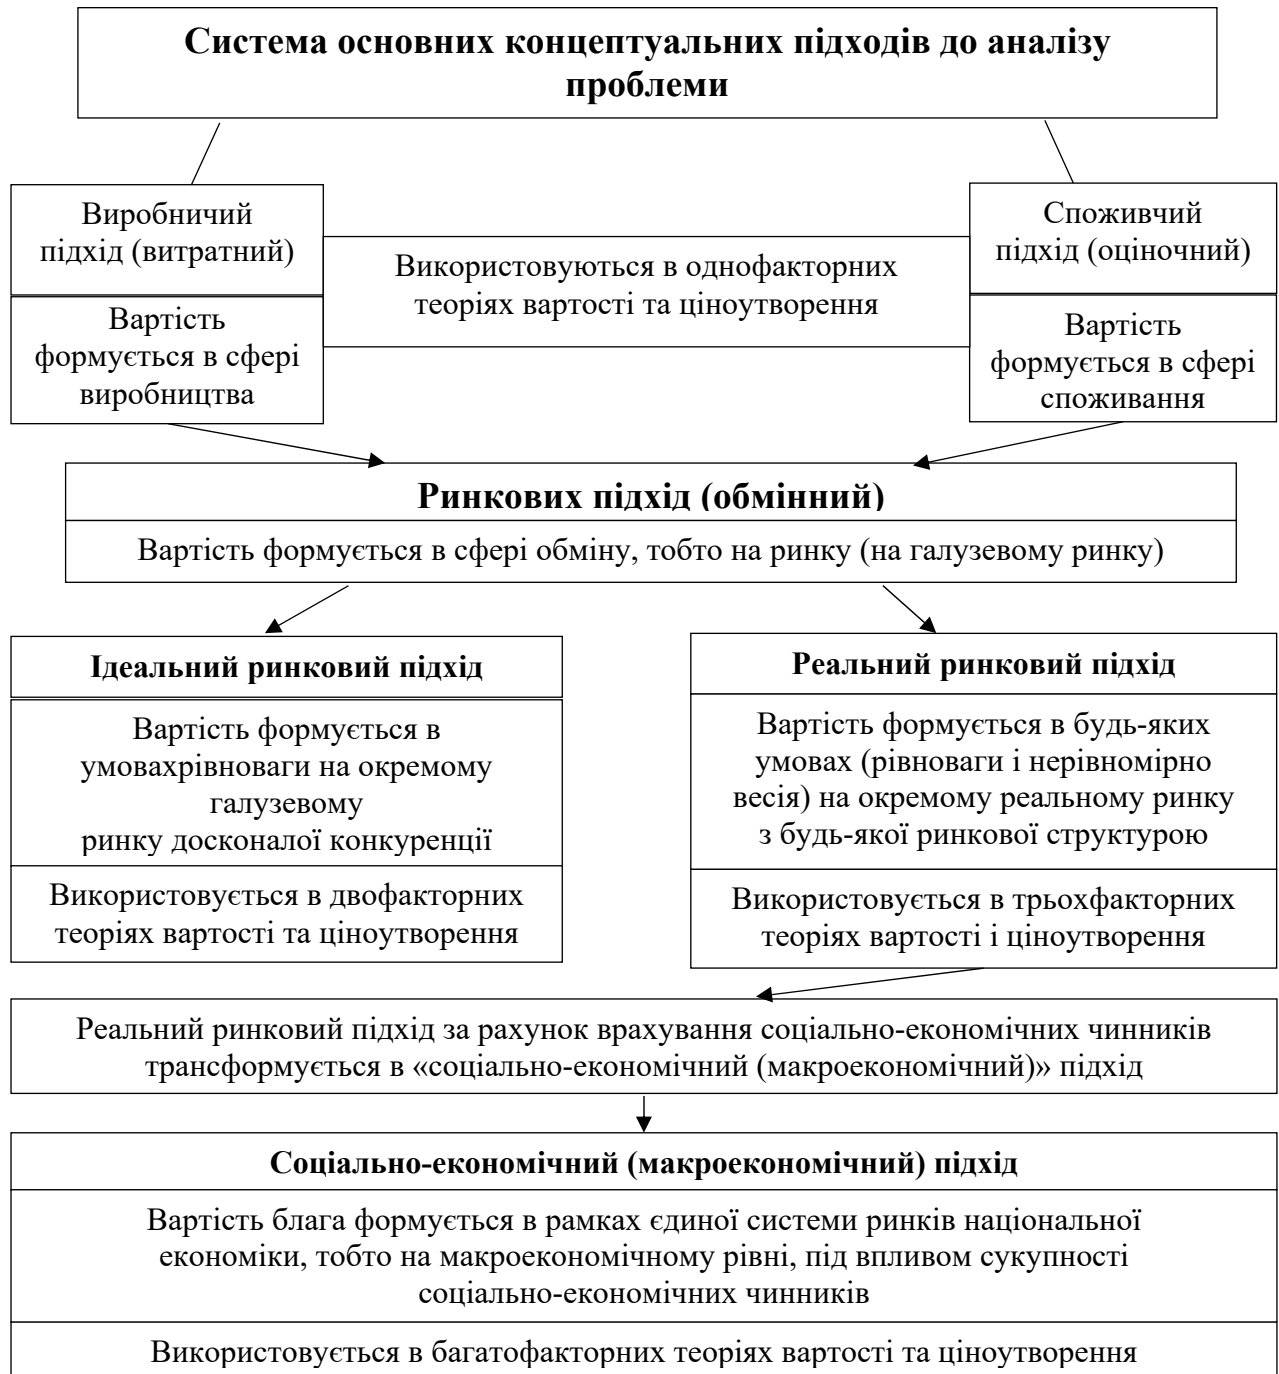 Система основних концептуальних підходів до аналізу
проблеми
Виробничий
підхід (витратний)
Вартість
формується в сфері
виробництва
Використовуються в однофакторних
теоріях вартості та ціноутворення
Споживчий
підхід (оціночний)
Вартість
формується в сфері
споживання
Ринкових підхід (обмінний)
Вартість формується в сфері обміну, тобто на ринку (на галузевому ринку)
Ідеальний ринковий підхід
Вартість формується в
умовахрівноваги на окремому
галузевому
ринку досконалої конкуренції
Використовується в двофакторних
теоріях вартості та ціноутворення
Реальний ринковий підхід
Вартість формується в будь-яких
умовах (рівноваги і нерівномірно
весія) на окремому реальному ринку
з будь-якої ринкової структурою
Використовується в трьохфакторних
теоріях вартості і ціноутворення
Реальний ринковий підхід за рахунок врахування соціально-економічних чинників
трансформується в «соціально-економічний (макроекономічний)» підхід
Соціально-економічний (макроекономічний) підхід
Вартість блага формується в рамках єдиної системи ринків національної
економіки, тобто на макроекономічному рівні, під впливом сукупності
соціально-економічних чинників
Використовується в багатофакторних теоріях вартості та ціноутворення